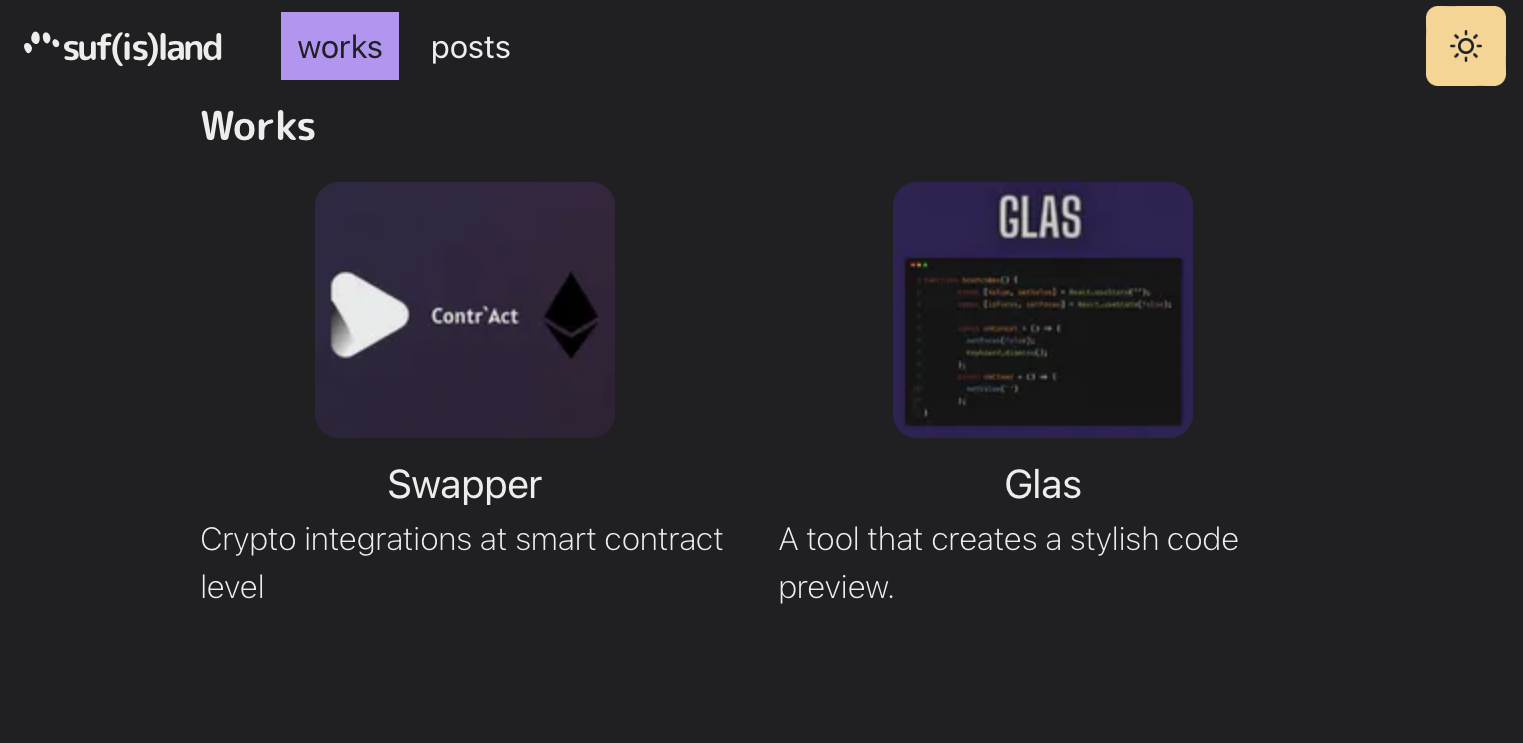 suf(is)land
works
posts
Works
Contr`Act
GLAS
Swapper
Glas
Crypto integrations at smart contract
level
A tool that creates a stylish code
preview.